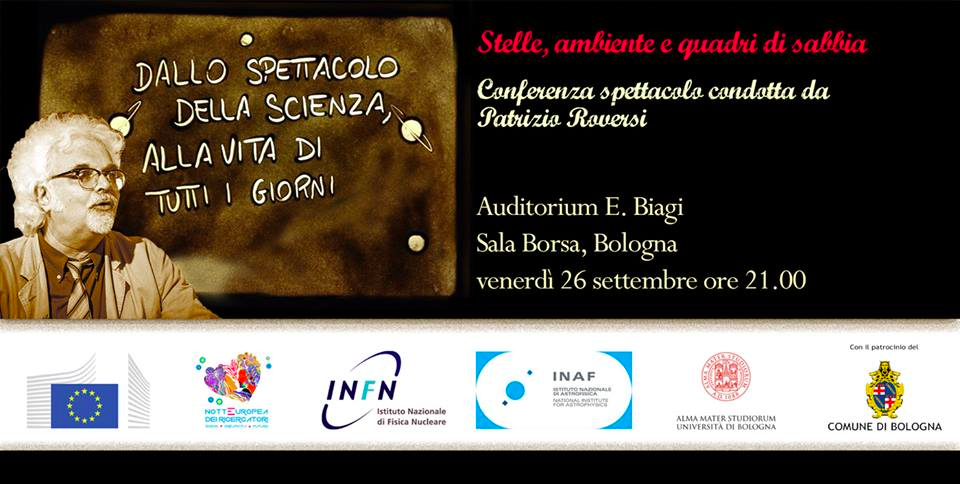 DALLO SPETTACOLO
DELLA SCIENZA,
ALLA VITA DI
TUTTI I GIORNI
Stelle, ambiente e quadri di sabbia
Conferenza spettacolo condotta da
Patrizio Roversi
Auditorium E. Biagi
Sala Borsa, Bologna
venerdì 26 settembre ore 21.00
NOTTEUROPEA
DEI RICERCATORI
INFN
Istituto Nazionale
di Fisica Nucleare
INAF
ISTITUTO NAZIONALE
DI ASTROFISICA
NATIONAL INSTITUTE
FOR ASTROPHYSICS
ALMA MATER STUDIORUM
UNIVERSITÀ DI BOLOGNA
Con il patrocinio del
COMUNE DI BOLOGNA